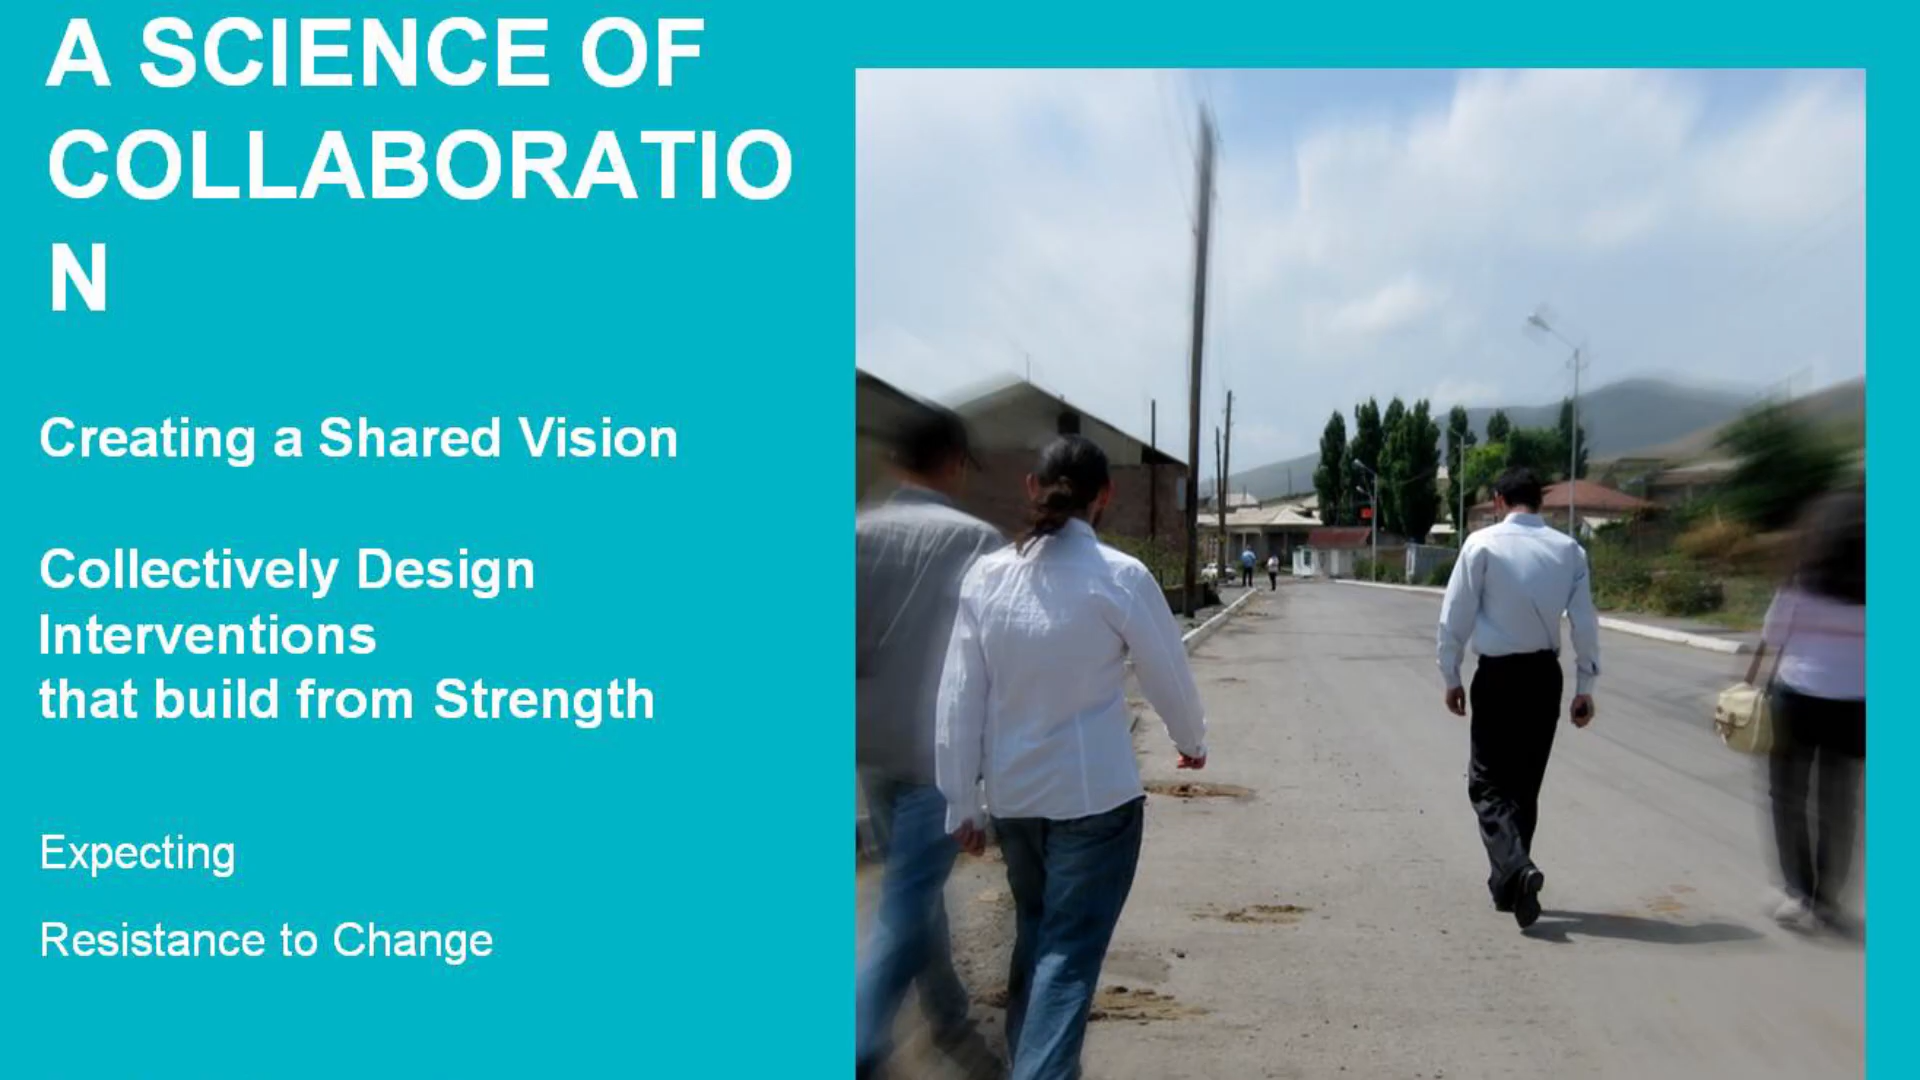 A SCIENCE OF
COLLABORATIO
N
Creating a Shared Vision
Collectively Design
Interventions
that build from Strength
Expecting
Resistance to Change